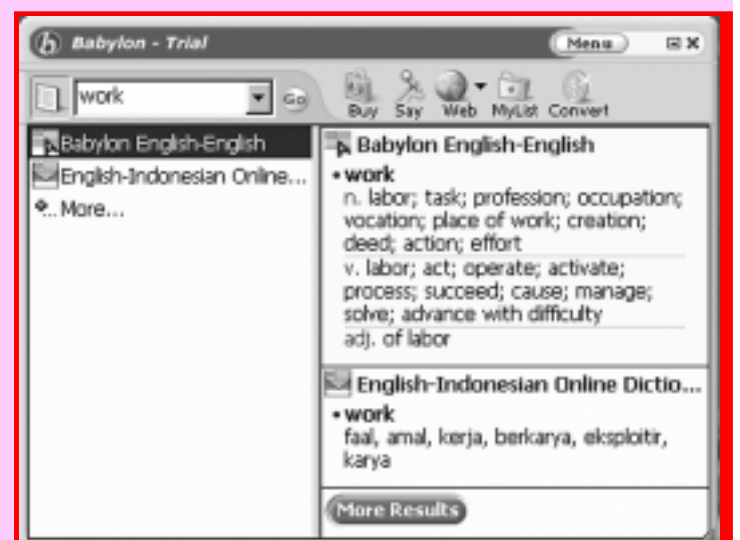 Babylon - Trial
Menu
work
Go
Buy Say Web MyList Convert
Babylon English-English
English-Indonesian Online...
More...
Babylon English-English
• work
n. labor; task; profession; occupation;
vocation; place of work; creation;
deed; action; effort
v. labor; act; operate; activate;
process; succeed; cause; manage;
solve; advance with difficulty
adj. of labor
English-Indonesian Online Dictio...
• work
faal, amal, kerja, berkarya, eksploitir,
karya
More Results